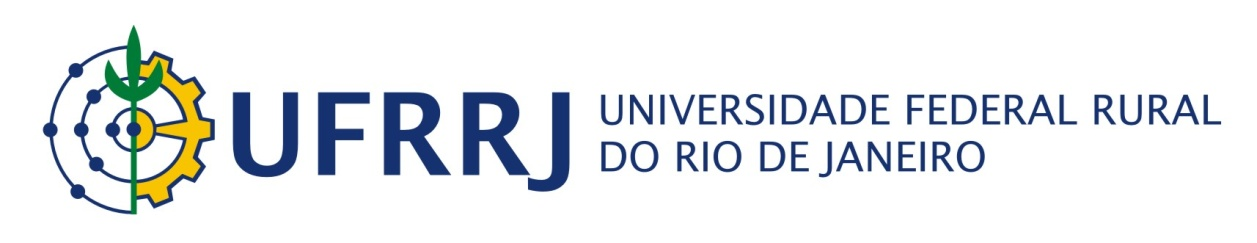 UFRRJ
UNIVERSIDADE FEDERAL RURAL
DO RIO DE JANEIRO